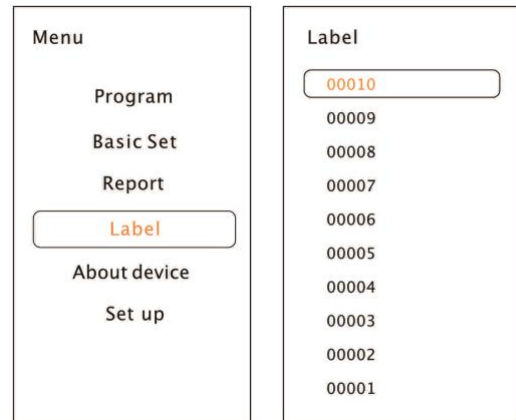 Menu
Program
Basic Set
Report
Label
About device
Set up
Label
00010
00009
00008
00007
00006
00005
00004
00003
00002
00001